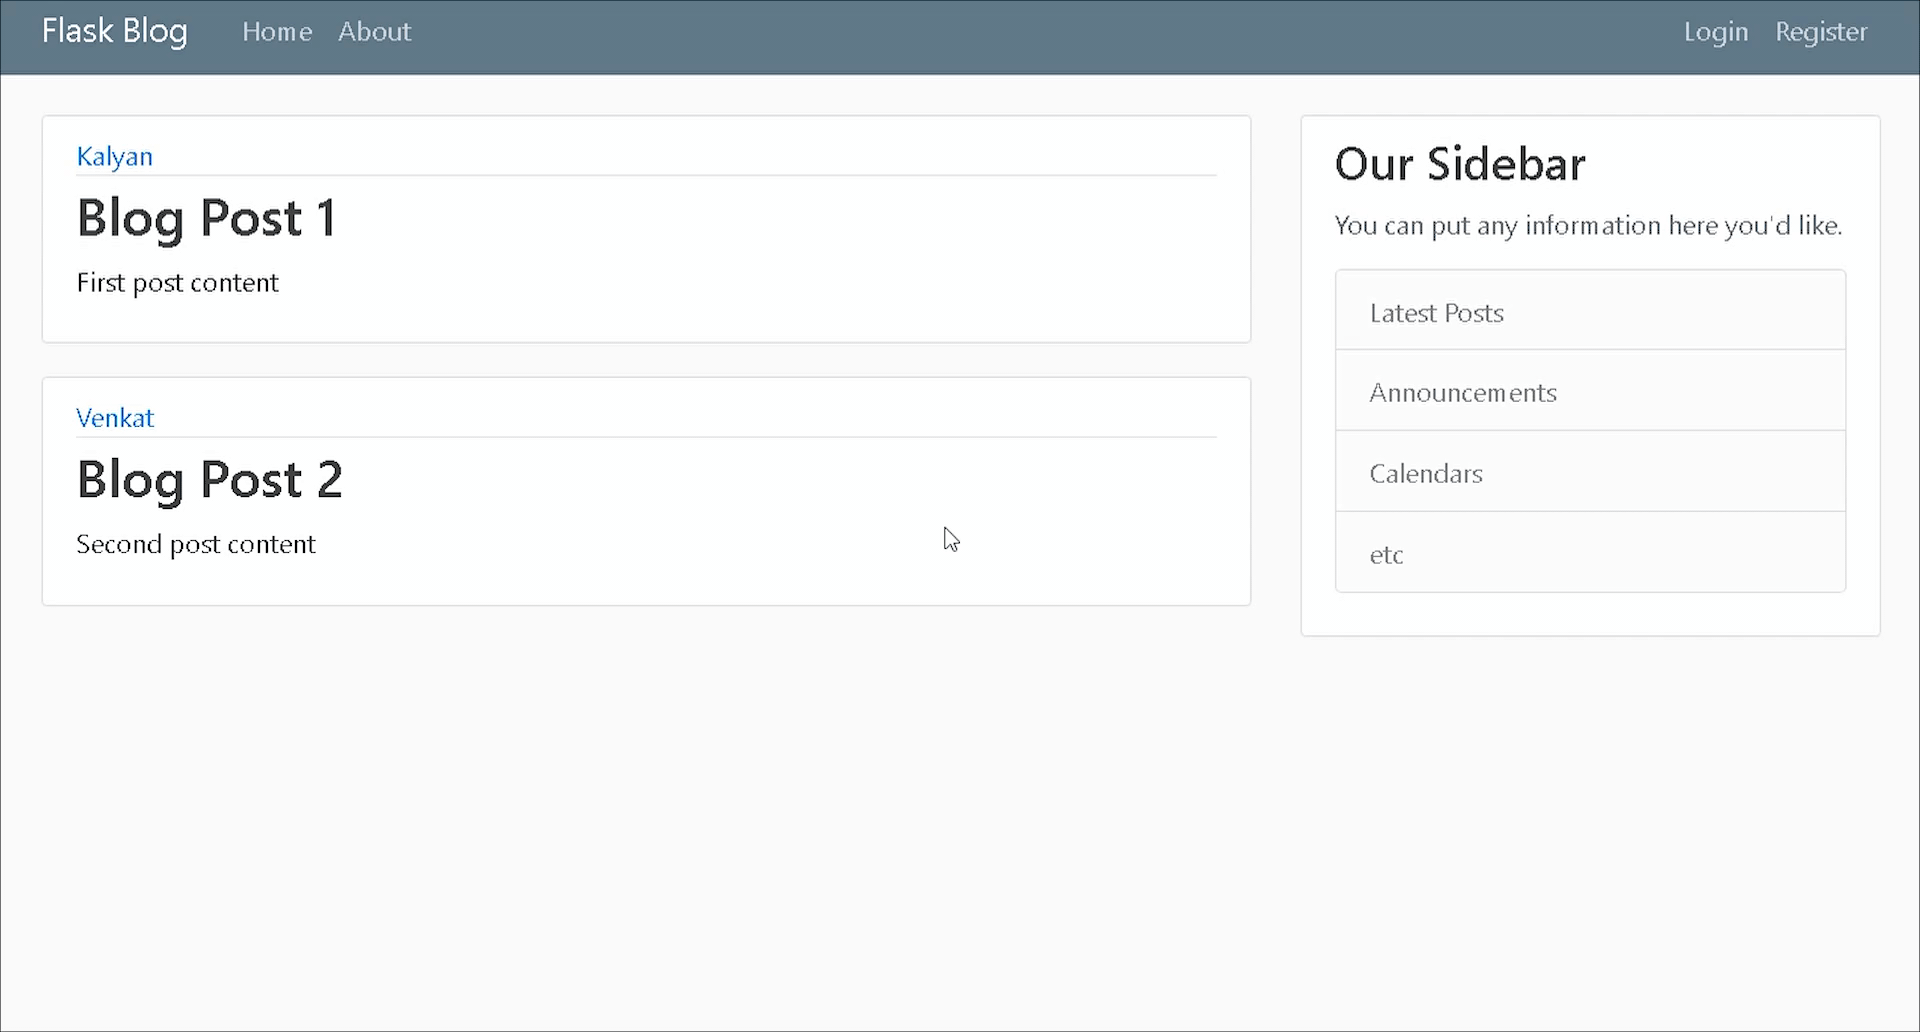 Flask Blog Home About Login Register
Kalyan
Blog Post 1
First post content
Venkat
Blog Post 2
Second post content
Our Sidebar
You can put any information here you'd like.
Latest Posts
Announcements
Calendars
etc